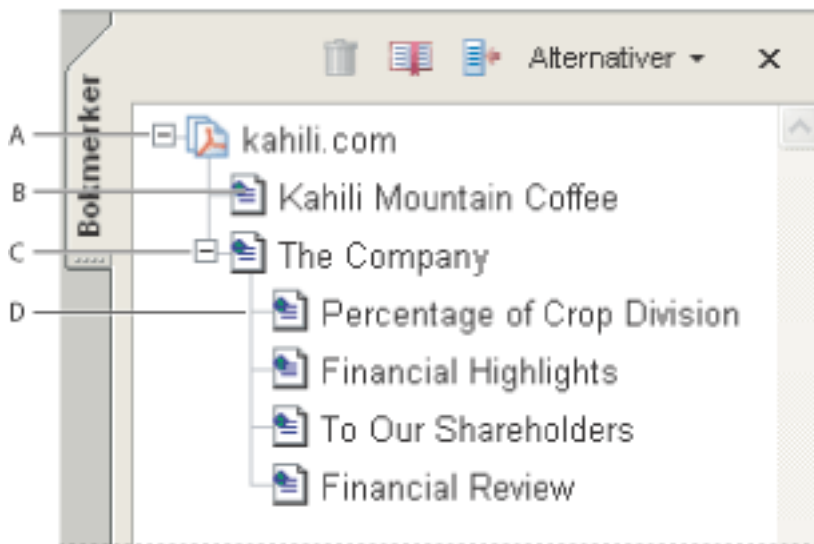 Alternativer
Bokmerker
A
kahili.com
B
Kahili Mountain Coffee
C
The Company
D
Percentage of Crop Division
Financial Highlights
To Our Shareholders
Financial Review